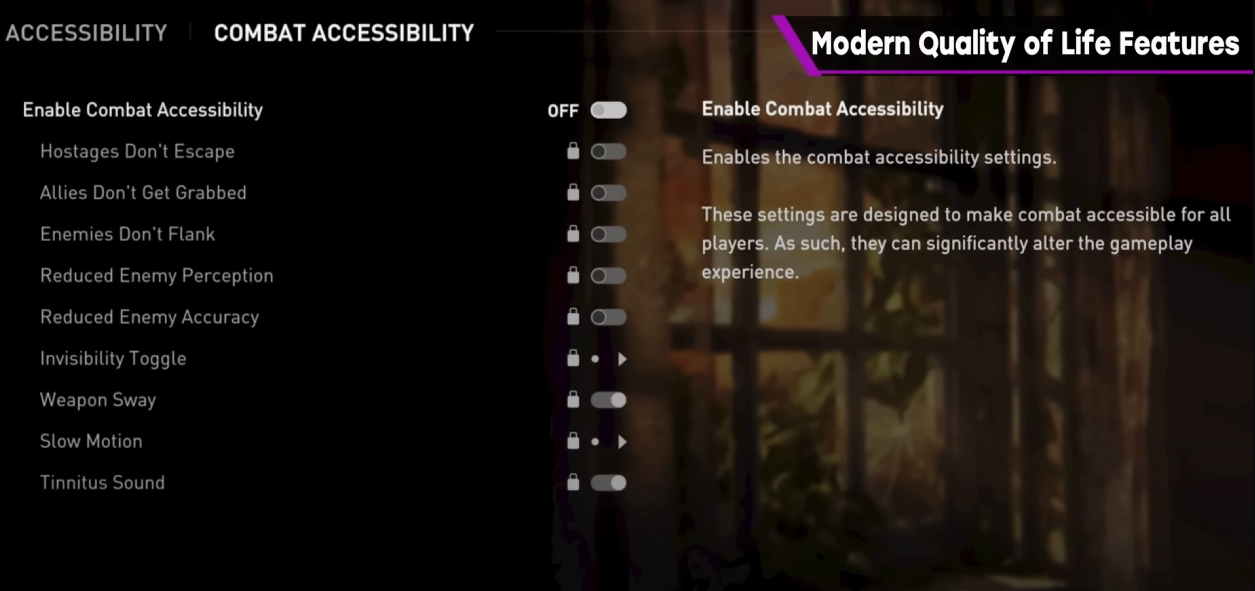 ACCESSIBILITY
COMBAT ACCESSIBILITY
Modern Quality of Life Features
Enable Combat Accessibility OFF
Hostages Don't Escape
Allies Don't Get Grabbed
Enemies Don't Flank
Reduced Enemy Perception
Reduced Enemy Accuracy
Invisibility Toggle
Weapon Sway
Slow Motion
Tinnitus Sound
Enable Combat Accessibility
Enables the combat accessibility settings.
These settings are designed to make combat accessible for all
players. As such, they can significantly alter the gameplay
experience.